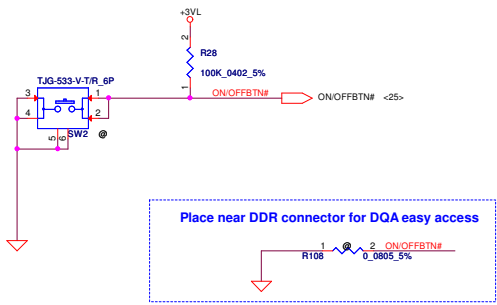 +3VL
2
R28
100K_0402_5%
1
TJG-533-V-T/R_6P
3
1
4
2
5
6
SW2
@
ON/OFFBTN#
ON/OFFBTN# <25>
Place near DDR connector for DQA easy access
1
@
2
ON/OFFBTN#
R108
0_0805_5%